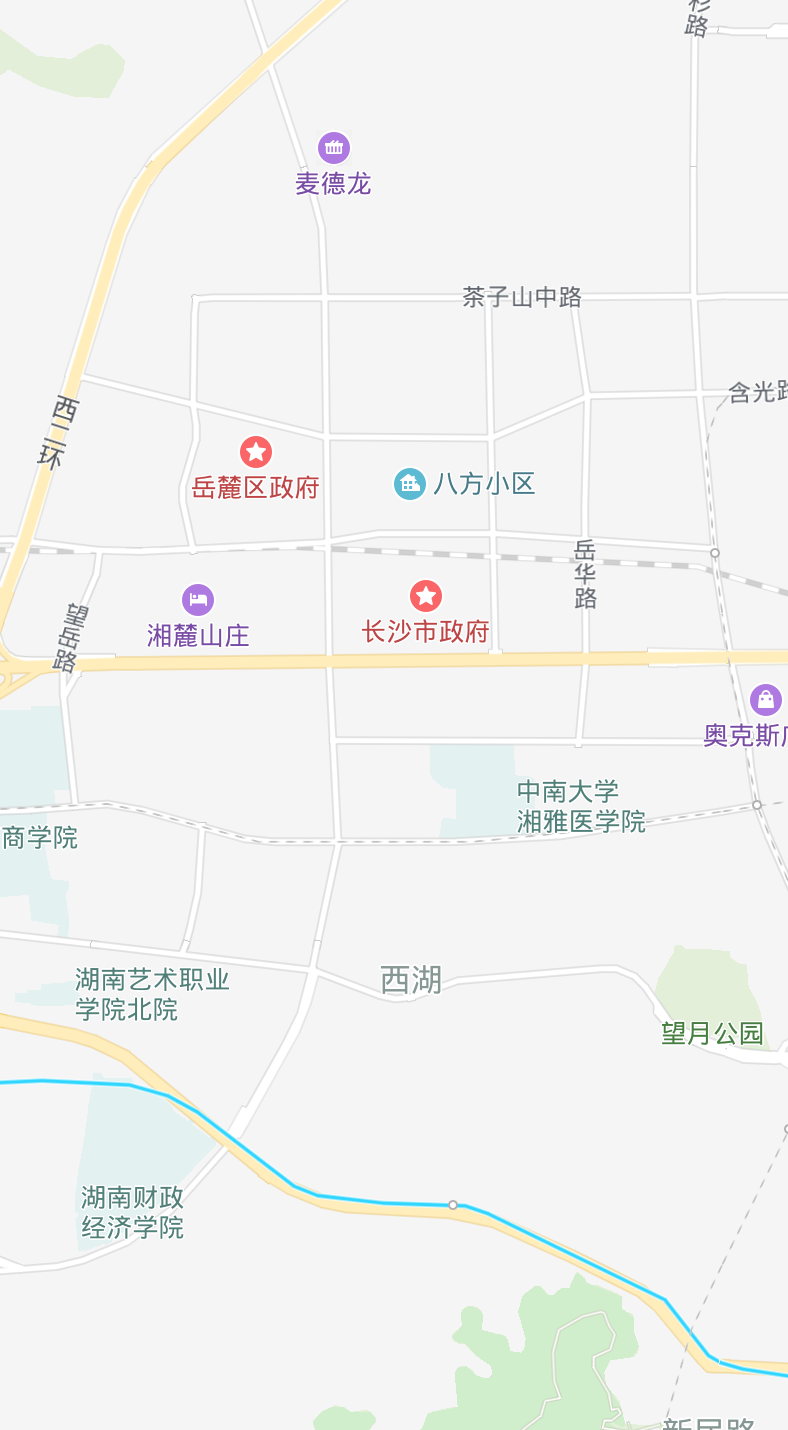 麦德龙
茶子山中路
含光路
西二环
岳麓区政府
八方小区
岳华路
望岳路
湘麓山庄
长沙市政府
奥克斯广
中南大学
湘雅医学院
商学院
西湖
湖南艺术职业
学院北院
望月公园
湖南财政
经济学院